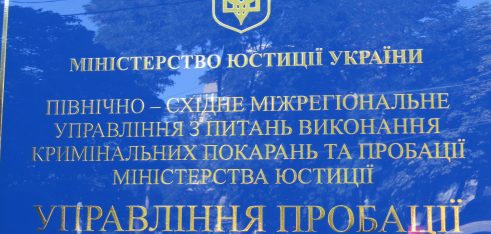 МІНІСТЕРСТВО ЮСТИЦІЇ УКРАЇНИ
ПІВНІЧНО – СХІДНЕ МІЖРЕГІОНАЛЬНЕ
УПРАВЛІННЯ З ПИТАНЬ ВИКОНАННЯ
КРИМІНАЛЬНИХ ПОКАРАНЬ ТА ПРОБАЦІЇ
МІНІСТЕРСТВА ЮСТИЦІЇ
УПРАВЛІННЯ ПРОБАЦІЇ